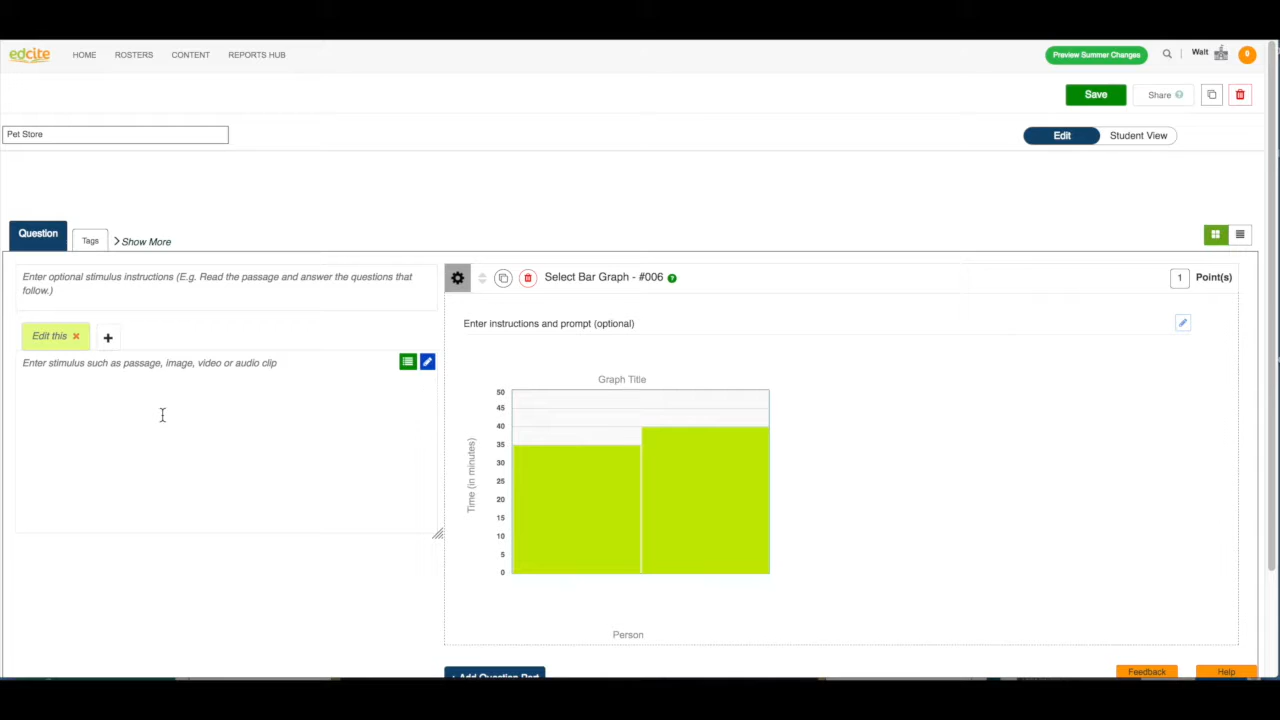 edcite HOME ROSTERS CONTENT REPORTS HUB Preview Summer Changes Walt 0
Save Share ?
Pet Store Edit Student View
Question Tags Show More
Enter optional stimulus instructions (E.g. Read the passage and answer the questions that
follow.)
Edit this × +
Enter stimulus such as passage, image, video or audio clip
Select Bar Graph - #006 ? 1 Point(s)
Enter instructions and prompt (optional)
Graph Title
50
45
40
35
30
25
20
15
10
5
0
Time (in minutes)
Person
+ Add Question Part
Feedback Help